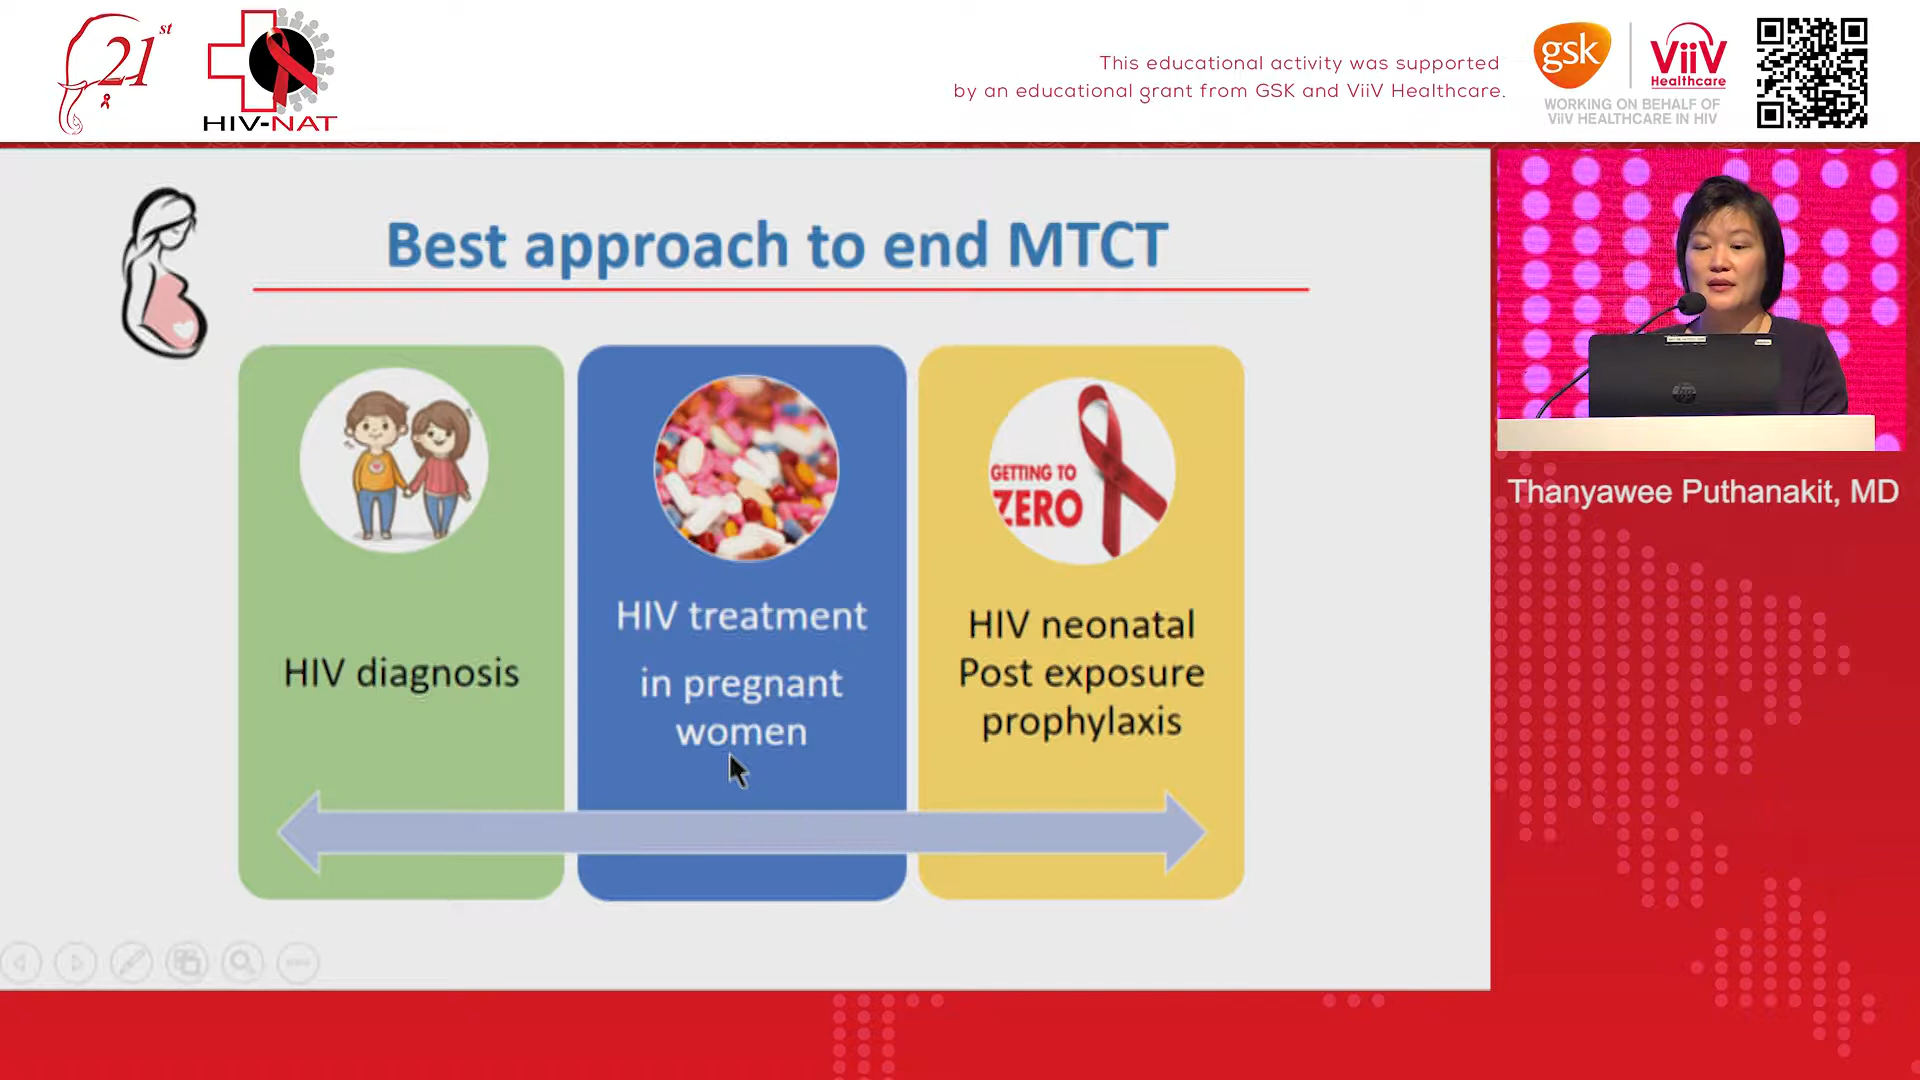 21st
HIV-NAT
This educational activity was supported
by an educational grant from GSK and ViiV Healthcare.
gsk
ViiV
Healthcare
WORKING ON BEHALF OF
ViiV HEALTHCARE IN HIV
Best approach to end MTCT
HIV diagnosis
HIV treatment
in pregnant
women
GETTING TO
ZERO
HIV neonatal
Post exposure
prophylaxis
hp
Thanyawee Puthanakit, MD